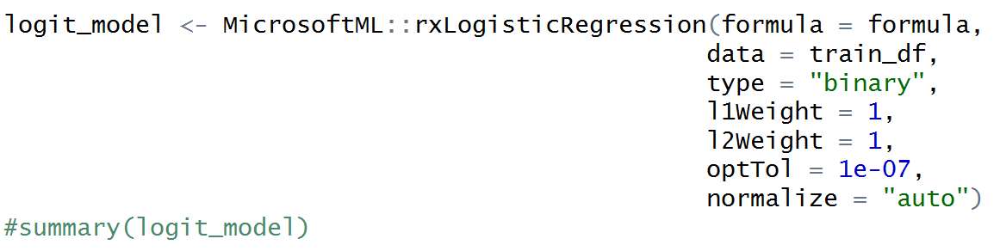 logit_model <- MicrosoftML::rxLogisticRegression(formula = formula,
data = train_df,
type = "binary",
l1Weight = 1,
l2Weight = 1,
optTol = 1e-07,
normalize = "auto")
#summary(logit_model)